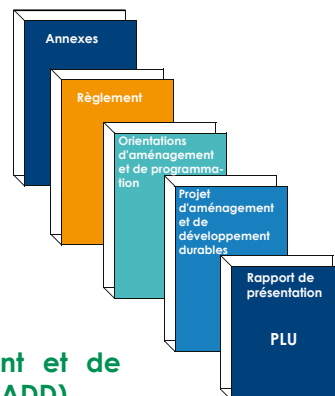 Annexes
Règlement
Orientations
d'aménagement
et de programma-
tion
Projet
d'aménagement
et de
développement
durables
Rapport de
présentation
PLU
nt et de
ADD)